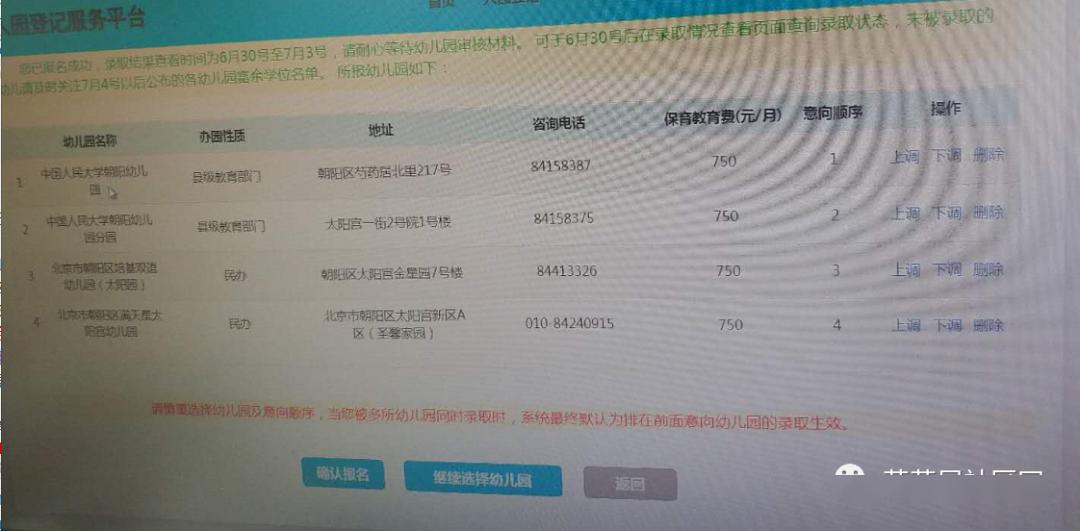 入园登记服务平台
首页
您已报名成功，录取结果查看时间为6月30号至7月3号，请耐心等待幼儿园审核材料。 可于6月30号后在录取情况查看页面查询录取状态，未被录取的
幼儿请及时关注7月4号以后公布的各幼儿园富余学位名单。 所报幼儿园如下：
幼儿园名称 办园性质 地址 咨询电话 保育教育费(元/月) 意向顺序 操作
1 中国人民大学朝阳幼儿园 县级教育部门 朝阳区芍药居北里217号 84158387 750 1 上调 下调 删除
2 中国人民大学朝阳幼儿园分园 县级教育部门 太阳宫一街2号院1号楼 84158375 750 2 上调 下调 删除
3 北京市朝阳区培基双语幼儿园（太阳园） 民办 朝阳区太阳宫金星园7号楼 84413326 750 3 上调 下调 删除
4 北京市朝阳区满天星太阳宫幼儿园 民办 北京市朝阳区太阳宫新区A区（圣馨家园） 010-84240915 750 4 上调 下调 删除
请慎重选择幼儿园及意向顺序，当您被多所幼儿园同时录取时，系统最终默认为排在前面意向幼儿园的录取生效。
确认报名 继续选择幼儿园 返回